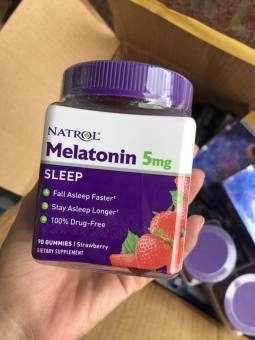 NATROL®
Melatonin 5mg
SLEEP
Fall Asleep Faster†
Stay Asleep Longer†
100% Drug-Free
90 GUMMIES | Strawberry
DIETARY SUPPLEMENT